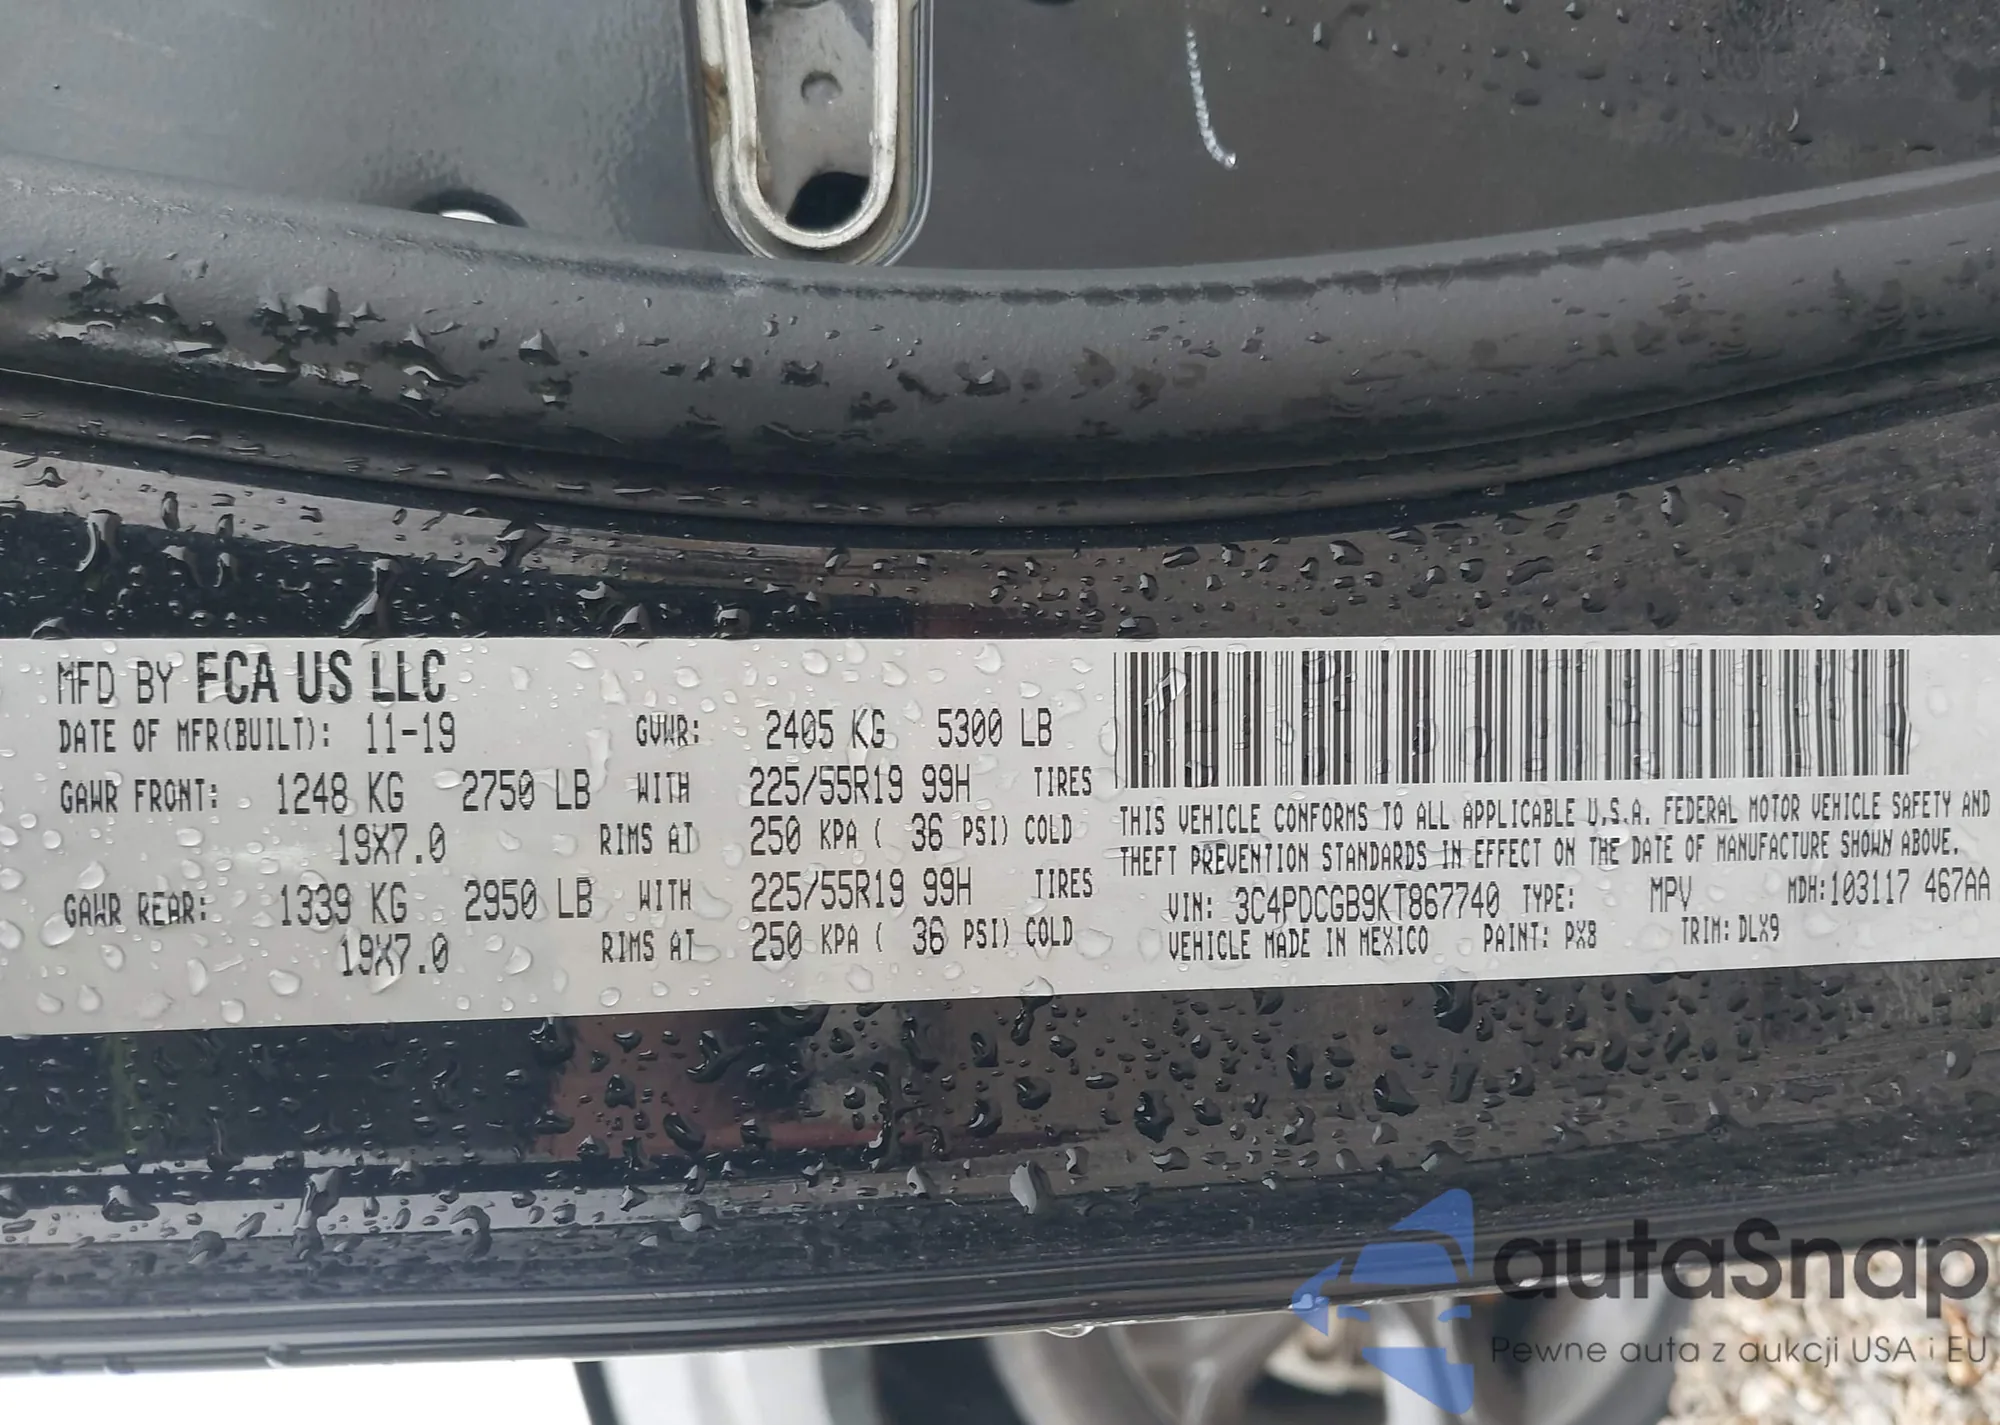 MFD BY FCA US LLC
DATE OF MFR(BUILT): 11-19 GVWR: 2405 KG 5300 LB
GAWR FRONT: 1248 KG 2750 LB WITH 225/55R19 99H TIRES
19X7.0 RIMS AT 250 KPA ( 36 PSI) COLD
GAWR REAR: 1339 KG 2950 LB WITH 225/55R19 99H TIRES
19X7.0 RIMS AT 250 KPA ( 36 PSI) COLD
THIS VEHICLE CONFORMS TO ALL APPLICABLE U.S.A. FEDERAL MOTOR VEHICLE SAFETY AND
THEFT PREVENTION STANDARDS IN EFFECT ON THE DATE OF MANUFACTURE SHOWN ABOVE.
VIN: 3C4PDCGB9KT867740 TYPE: MPV MDH:103117 467AA
VEHICLE MADE IN MEXICO PAINT: PX8 TRIM: DLX9
autaSnap
Pewne auta z aukcji USA i EU